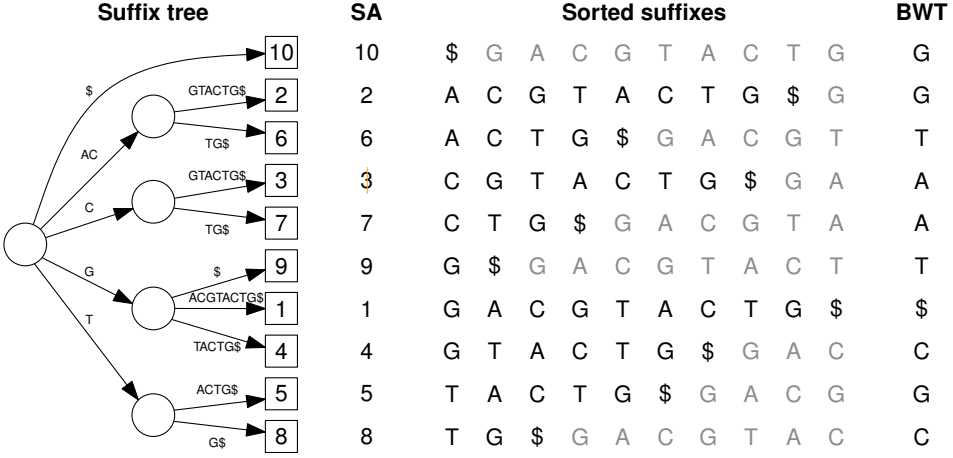 Suffix tree SA Sorted suffixes BWT
$ 10 10 $ G A C G T A C T G G
AC GTACTG$ 2 2 A C G T A C T G $ G G
TG$ 6 6 A C T G $ G A C G T T
C GTACTG$ 3 3 C G T A C T G $ G A A
TG$ 7 7 C T G $ G A C G T A A
G $ 9 9 G $ G A C G T A C T T
ACGTACTG$ 1 1 G A C G T A C T G $ $
TACTG$ 4 4 G T A C T G $ G A C C
T ACTG$ 5 5 T A C T G $ G A C G G
G$ 8 8 T G $ G A C G T A C C